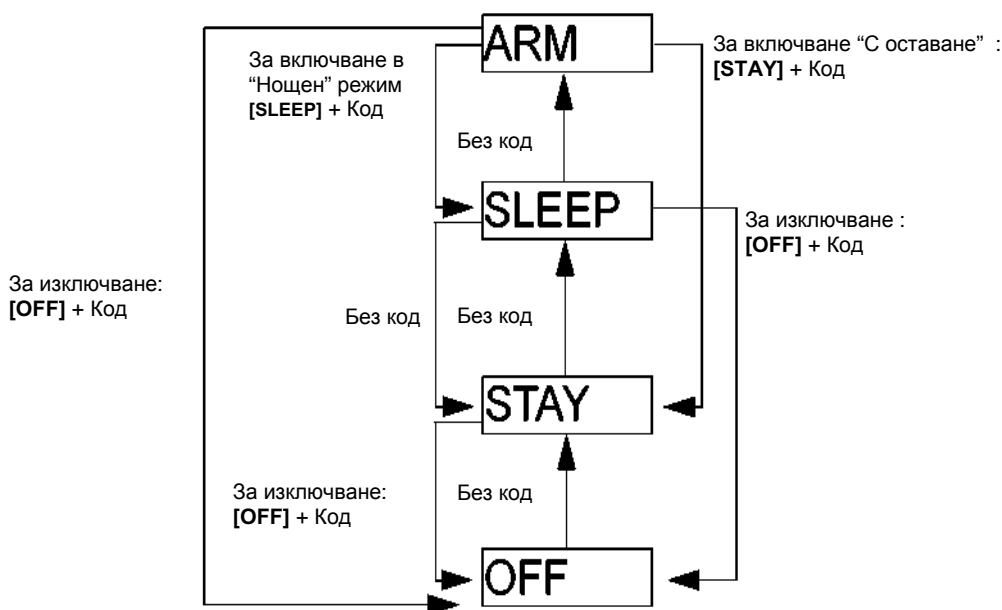 ARM
За включване в
“Нощен” режим
[SLEEP] + Код
За включване “С оставане” :
[STAY] + Код
Без код
SLEEP
За изключване :
[OFF] + Код
За изключване:
[OFF] + Код
Без код
Без код
STAY
За изключване:
[OFF] + Код
Без код
OFF